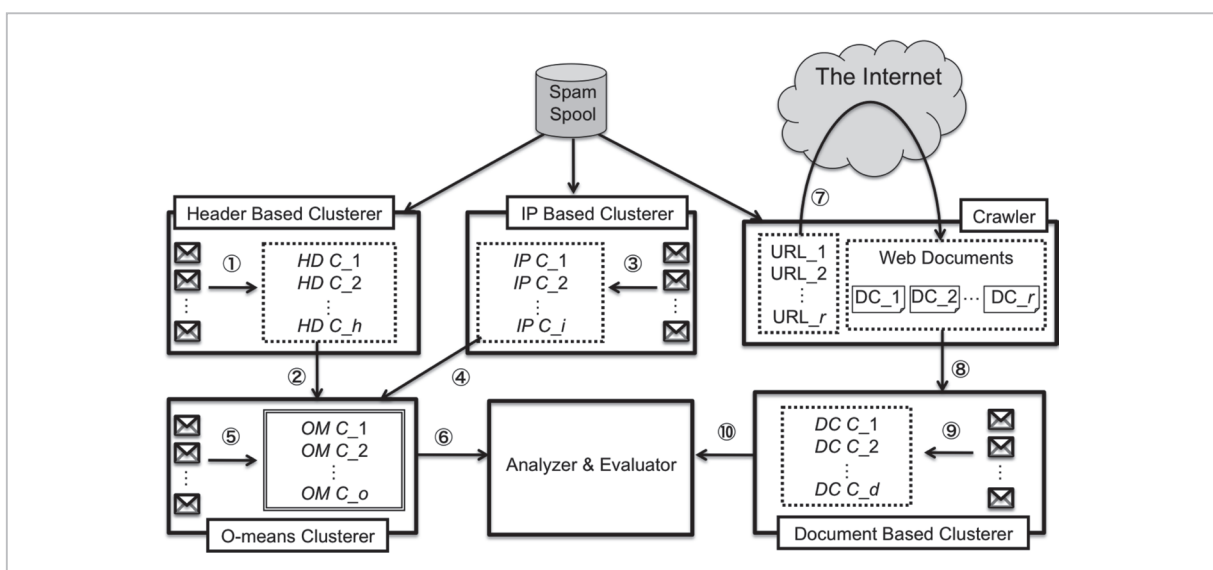 Spam
Spool
The Internet
Header Based Clusterer
①
HD C_1
HD C_2
⋮
HD C_h
IP Based Clusterer
IP C_1
IP C_2
⋮
IP C_i
③
⋮
⑦
Crawler
URL_1
URL_2
⋮
URL_r
Web Documents
DC_1 DC_2 ⋯ DC_r
②
④
⑧
⑤
OM C_1
OM C_2
⋮
OM C_o
O-means Clusterer
⑥
Analyzer & Evaluator
⑩
DC C_1
DC C_2
⋮
DC C_d
⑨
Document Based Clusterer